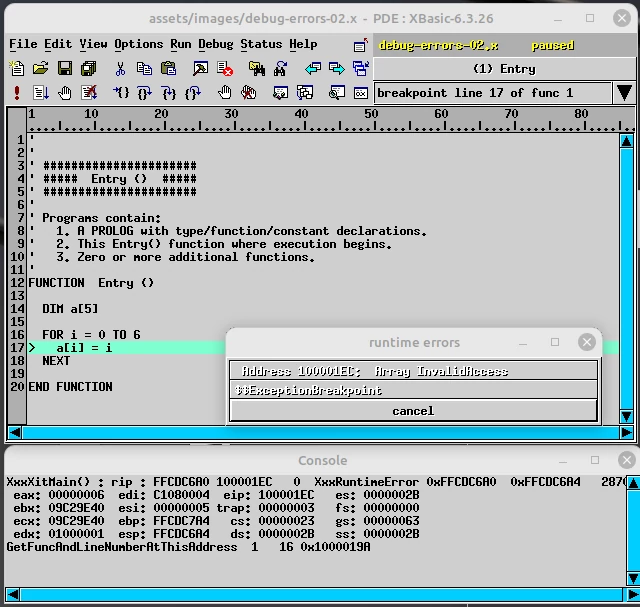 assets/images/debug-errors-02.x - PDE : XBasic-6.3.26
File Edit View Options Run Debug Status Help
debug-errors-02.x paused
(1) Entry
breakpoint line 17 of func 1
1 10 20 30 40 50 60 70 80
1 '
2 '
3 ' ######################
4 ' ##### Entry () #####
5 ' ######################
6 '
7 ' Programs contain:
8 ' 1. A PROLOG with type/function/constant declarations.
9 ' 2. This Entry() function where execution begins.
10 ' 3. Zero or more additional functions.
11 '
12 FUNCTION Entry ()
13
14 DIM a[5]
15
16 FOR i = 0 TO 6
17 > a[i] = i
18 NEXT
19
20 END FUNCTION
runtime errors
Address 100001EC: Array InvalidAccess
$$ExceptionBreakpoint
cancel
Console
XxxXitMain() : rip : FFCDC6A0 100001EC 0 XxxRuntimeError 0xFFCDC6A0 0xFFCDC6A4
eax: 00000006 edi: C1080004 eip: 100001EC es: 0000002B
ebx: 09C29E40 esi: 00000005 trap: 00000003 fs: 00000000
ecx: 09C29E40 ebp: FFCDC7A4 cs: 00000023 gs: 00000063
edx: 01000001 esp: FFCDC6A4 ds: 0000002B ss: 0000002B
GetFuncAndLineNumberAtThisAddress 1 16 0x1000019A